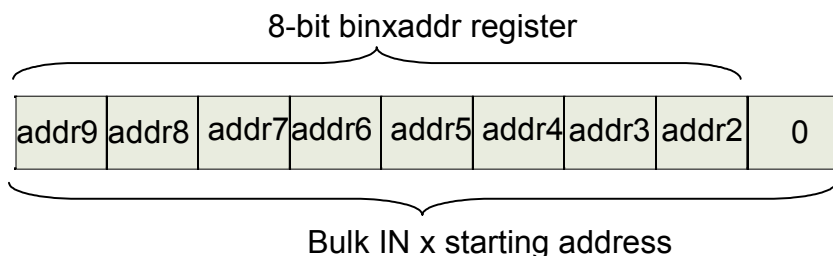 8-bit binxaddr register
addr9 addr8 addr7 addr6 addr5 addr4 addr3 addr2 0
Bulk IN x starting address